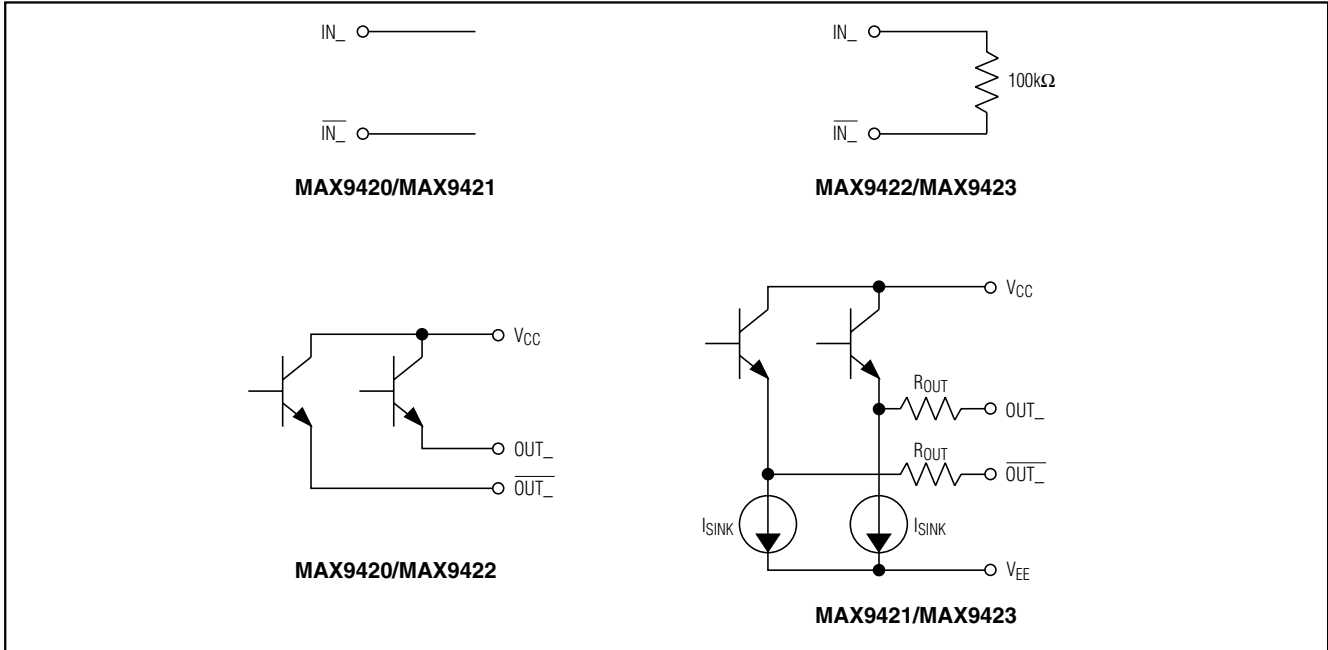 IN_
IN_
MAX9420/MAX9421
IN_
100kΩ
IN_
MAX9422/MAX9423
VCC
OUT_
OUT_
MAX9420/MAX9422
VCC
ROUT
OUT_
ROUT
OUT_
ISINK
ISINK
VEE
MAX9421/MAX9423